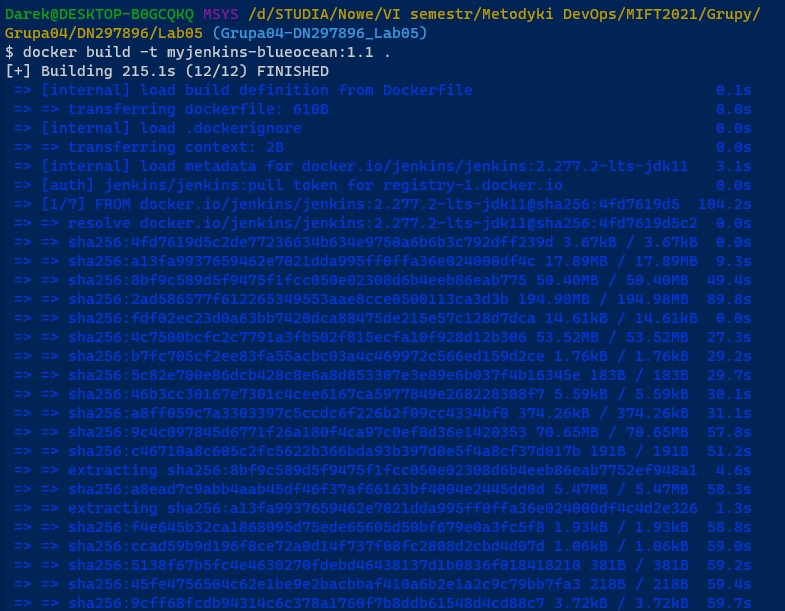 Darek@DESKTOP-B0GCQKQ MSYS /d/STUDIA/Nowe/VI semestr/Metodyki DevOps/MIFT2021/Grupy/
Grupa04/DN297896/Lab05 (Grupa04-DN297896_Lab05)
$ docker build -t myjenkins-blueocean:1.1 .
[+] Building 215.1s (12/12) FINISHED
=> [internal] load build definition from Dockerfile 0.1s
=> => transferring dockerfile: 610B 0.0s
=> [internal] load .dockerignore 0.0s
=> => transferring context: 2B 0.0s
=> [internal] load metadata for docker.io/jenkins/jenkins:2.277.2-lts-jdk11 3.1s
=> [auth] jenkins/jenkins:pull token for registry-1.docker.io 0.0s
=> [1/7] FROM docker.io/jenkins/jenkins:2.277.2-lts-jdk11@sha256:4fd7619d5 104.2s
=> => resolve docker.io/jenkins/jenkins:2.277.2-lts-jdk11@sha256:4fd7619d5c2 0.0s
=> => sha256:4fd7619d5c2de77236634b634e9750a6b6b3c792dff239d 3.67kB / 3.67kB 0.0s
=> => sha256:a13fa9937659462e7021dda995ff0ffa36e024000df4c 17.89MB / 17.89MB 9.3s
=> => sha256:8bf9c589d5f9475f1fcc050e02308d6b4eeb86eab775 50.40MB / 50.40MB 49.4s
=> => sha256:2ad586577f612265349553aae8cce0500113ca3d3b 194.98MB / 194.98MB 89.8s
=> => sha256:fdf02ec23d0a63bb7420dca88475de215e57c128d7dca 14.61kB / 14.61kB 0.0s
=> => sha256:4c7500bcfc2c7791a3fb502f815ecfa10f928d12b306 53.52MB / 53.52MB 27.3s
=> => sha256:b7fc705cf2ee83fa55acbc03a4c469972c566ed159d2ce 1.76kB / 1.76kB 29.2s
=> => sha256:5c82e700e86dcb428c8e6a8d853307e3e89e6b037f4b16345e 183B / 183B 29.7s
=> => sha256:46b3cc30167e7301c4cee6167ca5977849e268228308f7 5.59kB / 5.59kB 30.1s
=> => sha256:a8ff059c7a3303397c5ccdc6f226b2f09cc4334bf0 374.26kB / 374.26kB 31.1s
=> => sha256:9c4c097845d6771f26a180f4ca97c0ef8d36e1420353 70.65MB / 70.65MB 57.8s
=> => sha256:c46710a8c605c2fc5622b366bda93b397d0e5f4a8cf37d017b 191B / 191B 51.2s
=> => extracting sha256:8bf9c589d5f9475f1fcc050e02308d6b4eeb86eab7752ef948a1 4.6s
=> => sha256:a8ead7c9abb4aab45df46f37af66163bf4004e2445dd0d 5.47MB / 5.47MB 58.3s
=> => extracting sha256:a13fa9937659462e7021dda995ff0ffa36e024000df4c4d2e326 1.3s
=> => sha256:f4e645b32ca1868095d75ede65605d50bf679e0a3fc5f8 1.93kB / 1.93kB 58.8s
=> => sha256:ccad59b9d196f8ce72a0d14f737f08fc2808d2cbd4d07d 1.06kB / 1.06kB 59.0s
=> => sha256:5138f67b5fc4e4630270fdebd46438137d1b0836f018418210 381B / 381B 59.2s
=> => sha256:45fe4756504c62e1be9e2bacbbaf410a6b2e1a2c9c79bb7fa3 218B / 218B 59.4s
=> => sha256:9cff68fcdb94314c6c378a1760f7b8ddb61548d4cd88c7 3.72kB / 3.72kB 59.7s